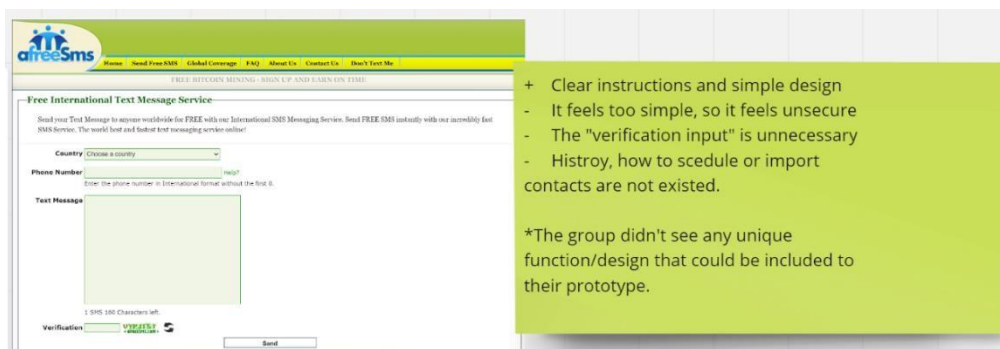 afreeSms
Home Send Free SMS Global Coverage FAQ About Us Contact Us Don't Text Me
FREE BITCOIN MINING - SIGN UP AND EARN ON TIME
Free International Text Message Service
Send your Text Message to anyone worldwide for FREE with our International SMS Messaging Service. Send FREE SMS instantly with our incredibly fast
SMS Service. The world best and fastest text messaging service online!
Country Choose a country
Phone Number Help?
Enter the phone number in International format without the first 0.
Text Message
1 SMS 160 Characters left.
Verification
Send
+ Clear instructions and simple design
- It feels too simple, so it feels unsecure
- The "verification input" is unnecessary
- Histroy, how to scedule or import
contacts are not existed.
*The group didn't see any unique
function/design that could be included to
their prototype.